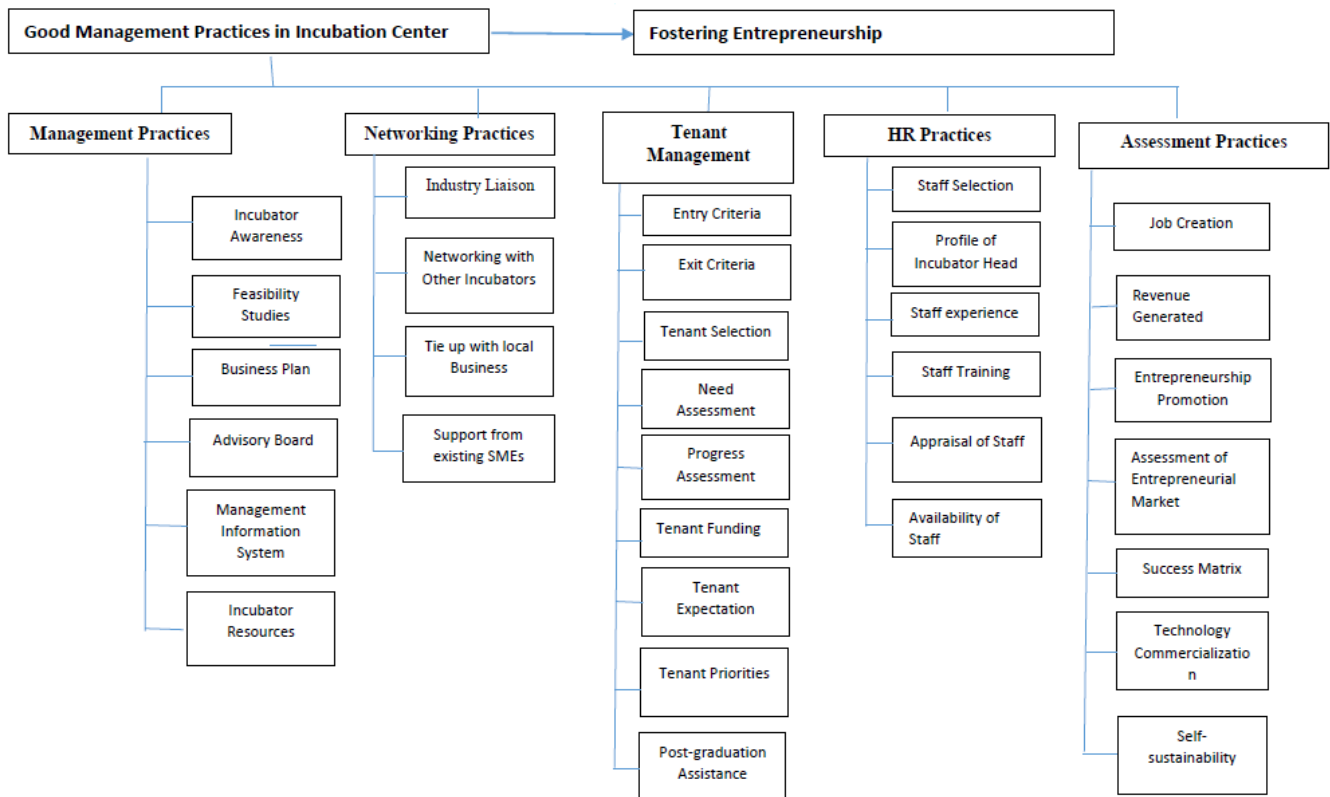 Good Management Practices in Incubation Center
Fostering Entrepreneurship
Management Practices
Incubator
Awareness
Feasibility
Studies
Business Plan
Advisory Board
Management
Information
System
Incubator
Resources
Networking Practices
Industry Liaison
Networking with
Other Incubators
Tie up with local
Business
Support from
existing SMEs
Tenant
Management
Entry Criteria
Exit Criteria
Tenant Selection
Need
Assessment
Progress
Assessment
Tenant Funding
Tenant
Expectation
Tenant Priorities
Post-graduation
Assistance
HR Practices
Staff Selection
Profile of
Incubator Head
Staff experience
Staff Training
Appraisal of Staff
Availability of
Staff
Assessment Practices
Job Creation
Revenue
Generated
Entrepreneurship
Promotion
Assessment of
Entrepreneurial
Market
Success Matrix
Technology
Commercializatio
n
Self-
sustainability